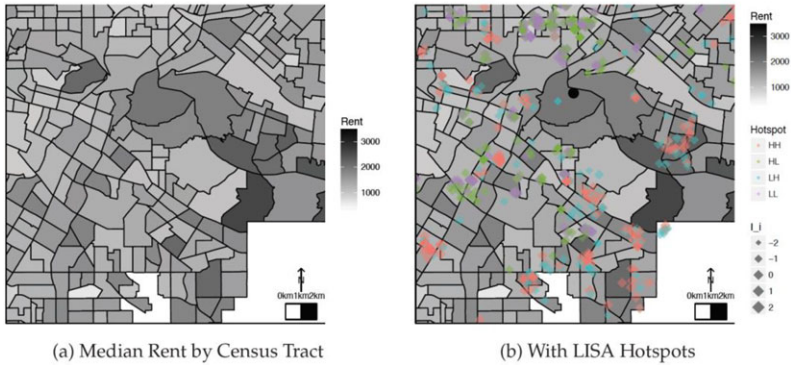 Rent
3000
2000
1000
N
0km1km2km
(a) Median Rent by Census Tract
Rent
3000
2000
1000
Hotspot
HH
HL
LH
LL
I_i
-2
-1
0
1
2
N
0km1km2km
(b) With LISA Hotspots